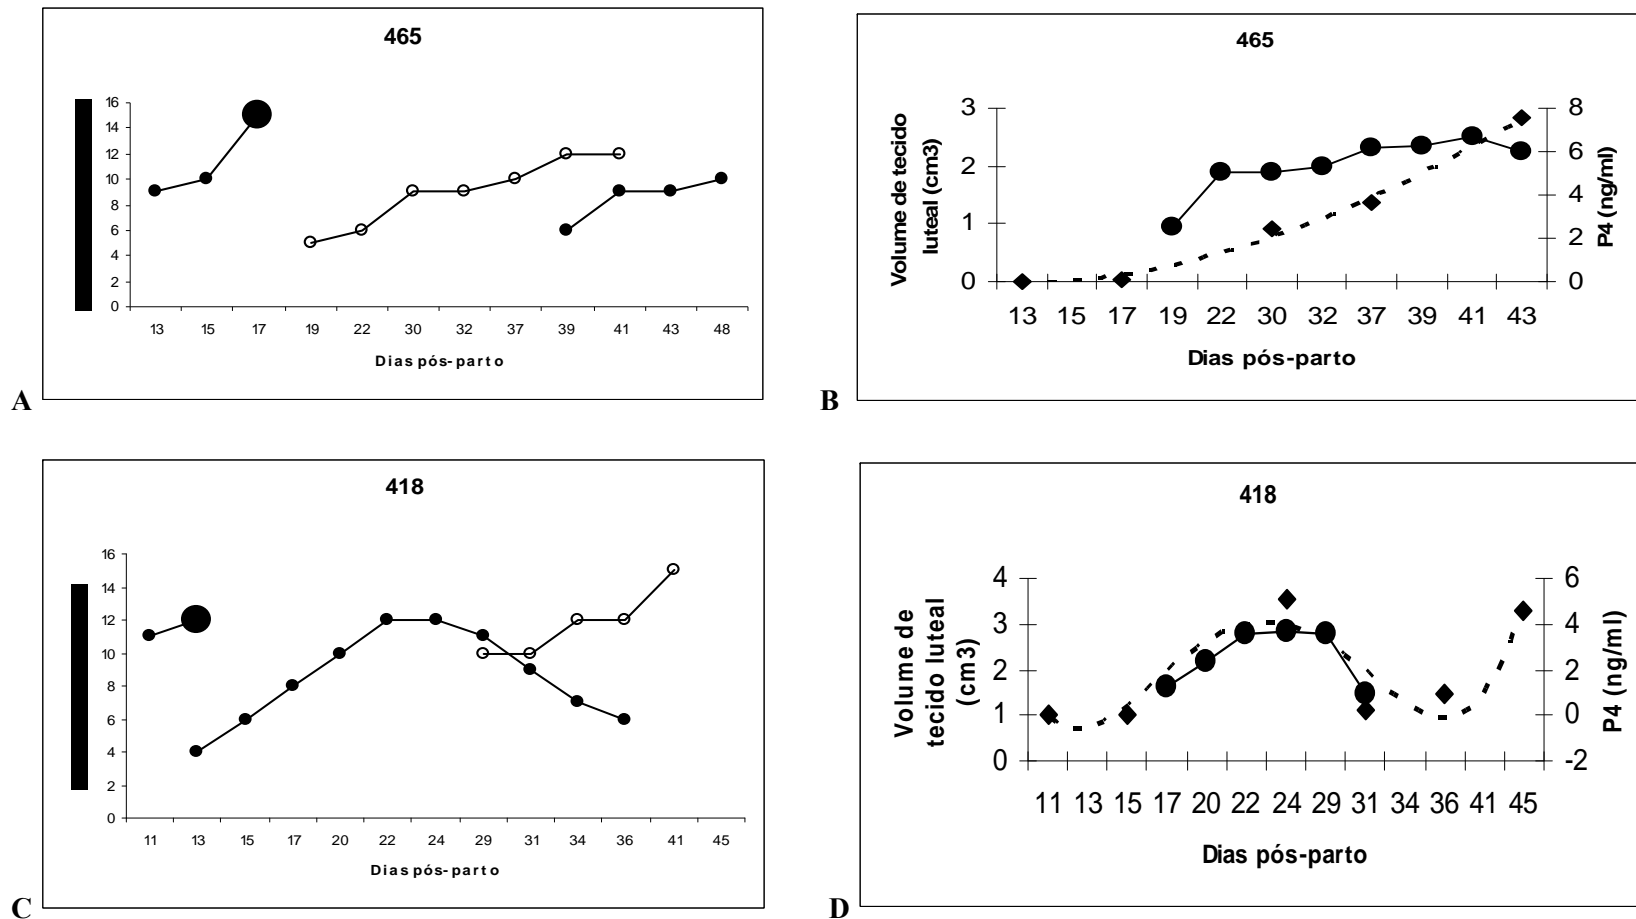 465
16
14
12
10
8
6
4
2
0
13 15 17 19 22 30 32 37 39 41 43 48
Dias pós-parto
A
465
Volume de tecido
luteal (cm3)
3
2
1
0
8
6
4
2
0
P4 (ng/ml)
13 15 17 19 22 30 32 37 39 41 43
Dias pós-parto
B
418
16
14
12
10
8
6
4
2
0
11 13 15 17 20 22 24 29 31 34 36 41 45
Dias pós-parto
C
418
Volume de
tecido luteal
(cm3)
4
3
2
1
0
6
4
2
0
-2
P4 (ng/ml)
11 13 15 17 20 22 24 29 31 34 36 41 45
Dias pós-parto
D